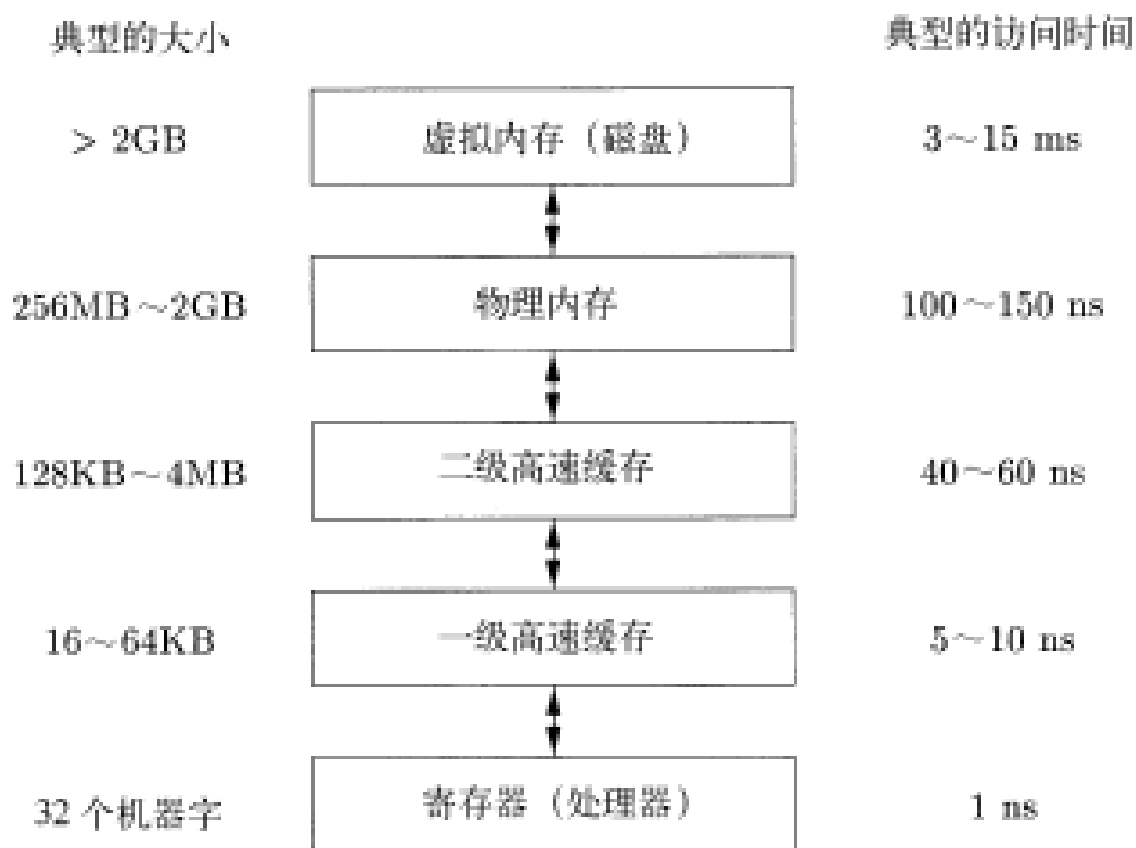 典型的大小 典型的访问时间
> 2GB 虚拟内存（磁盘） 3～15 ms
256MB～2GB 物理内存 100～150 ns
128KB～4MB 二级高速缓存 40～60 ns
16～64KB 一级高速缓存 5～10 ns
32 个机器字 寄存器（处理器） 1 ns